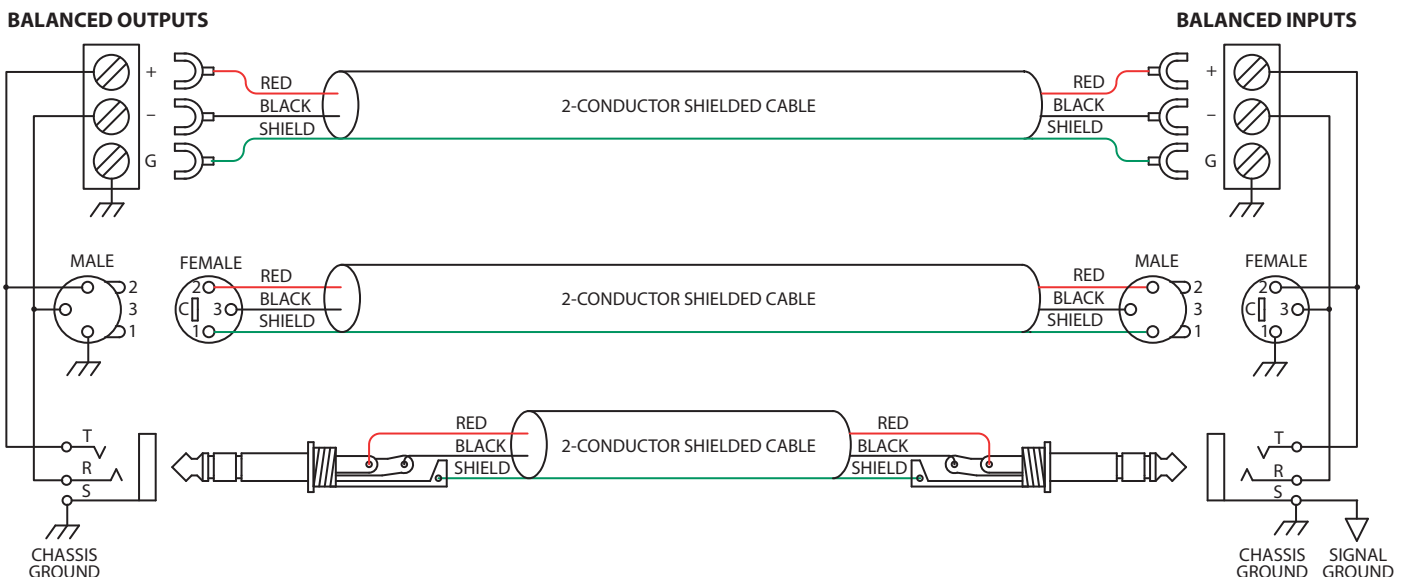 BALANCED OUTPUTS
BALANCED INPUTS
+ RED RED +
2-CONDUCTOR SHIELDED CABLE
− BLACK BLACK −
SHIELD SHIELD
G G
MALE FEMALE MALE FEMALE
RED RED
2 2 2 2
BLACK 2-CONDUCTOR SHIELDED CABLE BLACK
3 C 3 3 C 3
SHIELD SHIELD
1 1 1 1
RED RED
T BLACK 2-CONDUCTOR SHIELDED CABLE BLACK T
R SHIELD SHIELD R
S S
CHASSIS GROUND
CHASSIS GROUND
SIGNAL GROUND